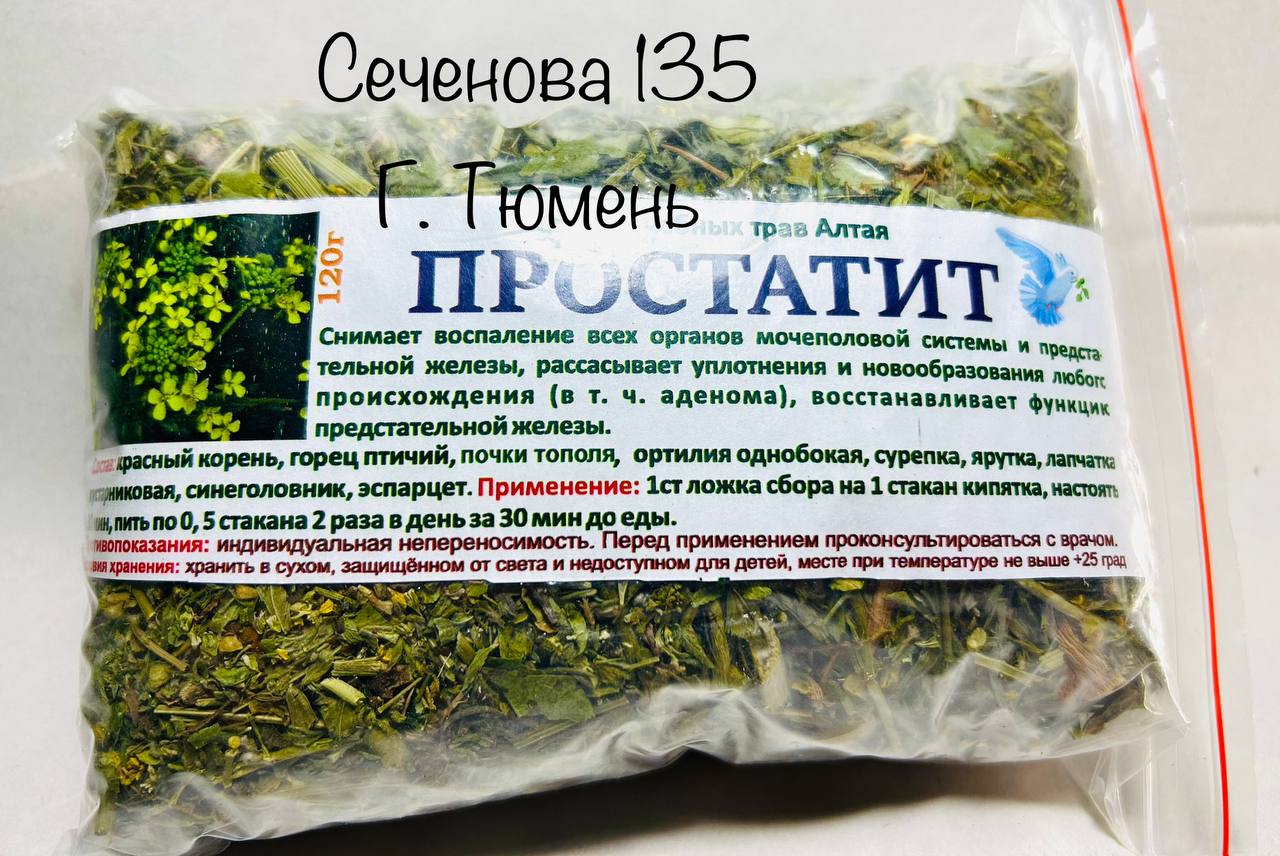 Сеченова 135
Г. Тюмень
трав Алтая
120г
ПРОСТАТИТ
Снимает воспаление всех органов мочеполовой системы и предста-
тельной железы, рассасывает уплотнения и новообразования любого
происхождения (в т. ч. аденома), восстанавливает функции
предстательной железы.
Состав: красный корень, горец птичий, почки тополя, ортилия однобокая, сурепка, ярутка, лапчатка
синеголовник, эспарцет. Применение: 1ст ложка сбора на 1 стакан кипятка, настоять
пить по 0, 5 стакана 2 раза в день за 30 мин до еды.
индивидуальная непереносимость. Перед применением проконсультироваться с врачом.
хранения: хранить в сухом, защищённом от света и недоступном для детей, месте при температуре не выше +25 град